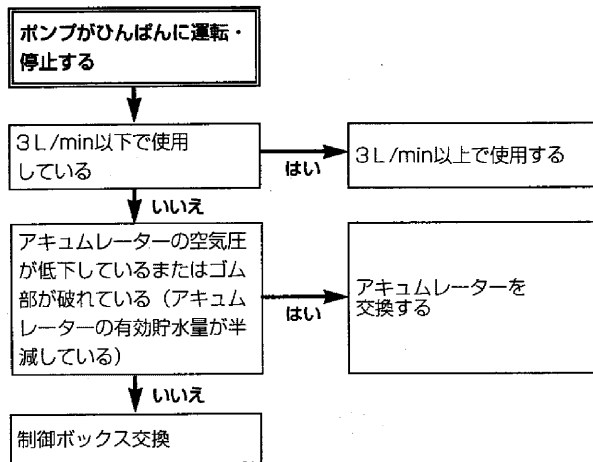 ポンプがひんぱんに運転・
停止する
3L/min以下で使用
している
はい
3L/min以上で使用する
いいえ
アキュムレーターの空気圧
が低下しているまたはゴム
部が破れている（アキュム
レーターの有効貯水量が半
減している）
はい
アキュムレーターを
交換する
いいえ
制御ボックス交換